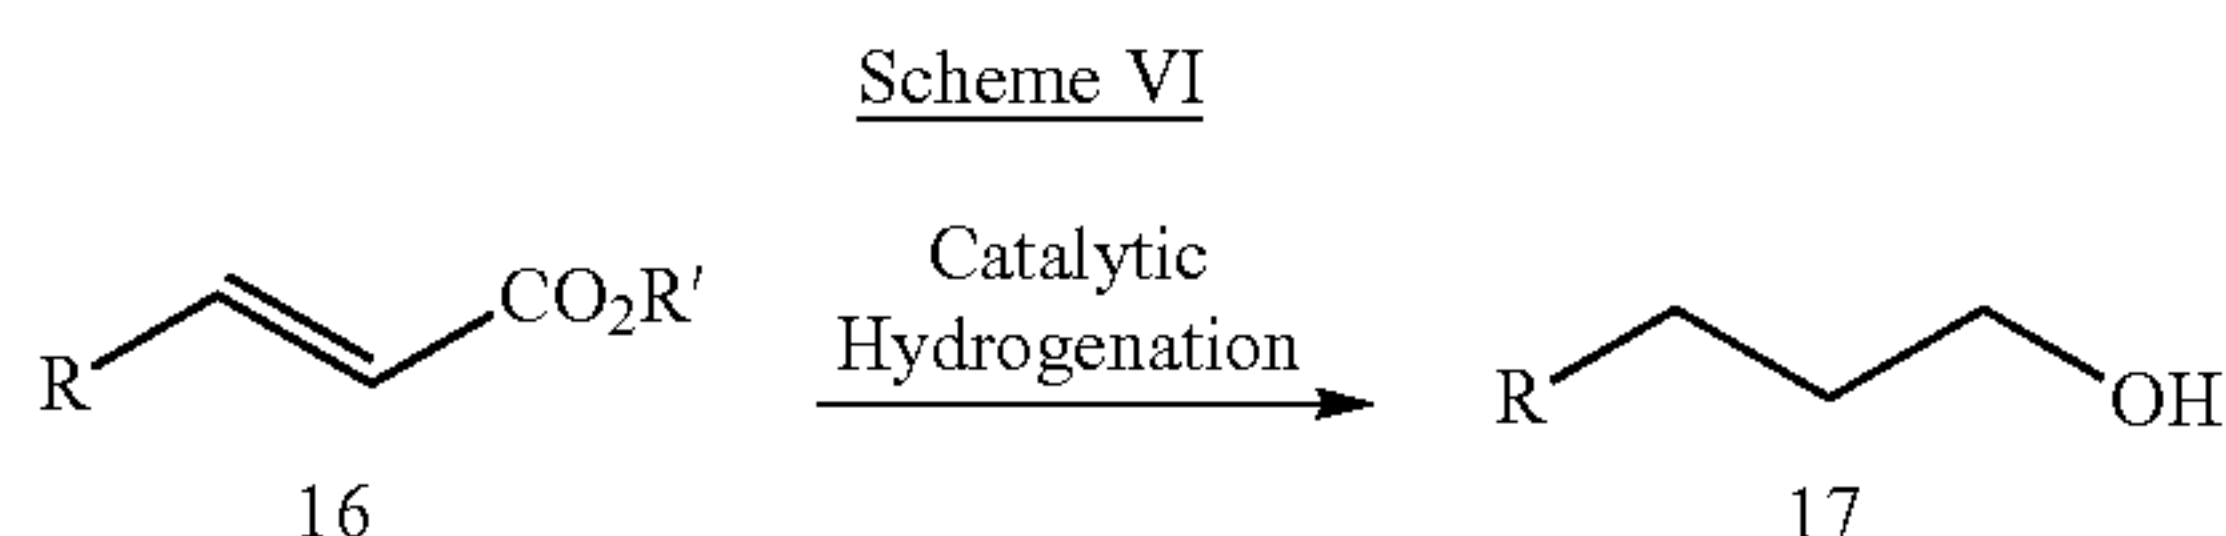 Scheme VI
Catalytic
Hydrogenation
R
CO₂R′
R
OH
16
17